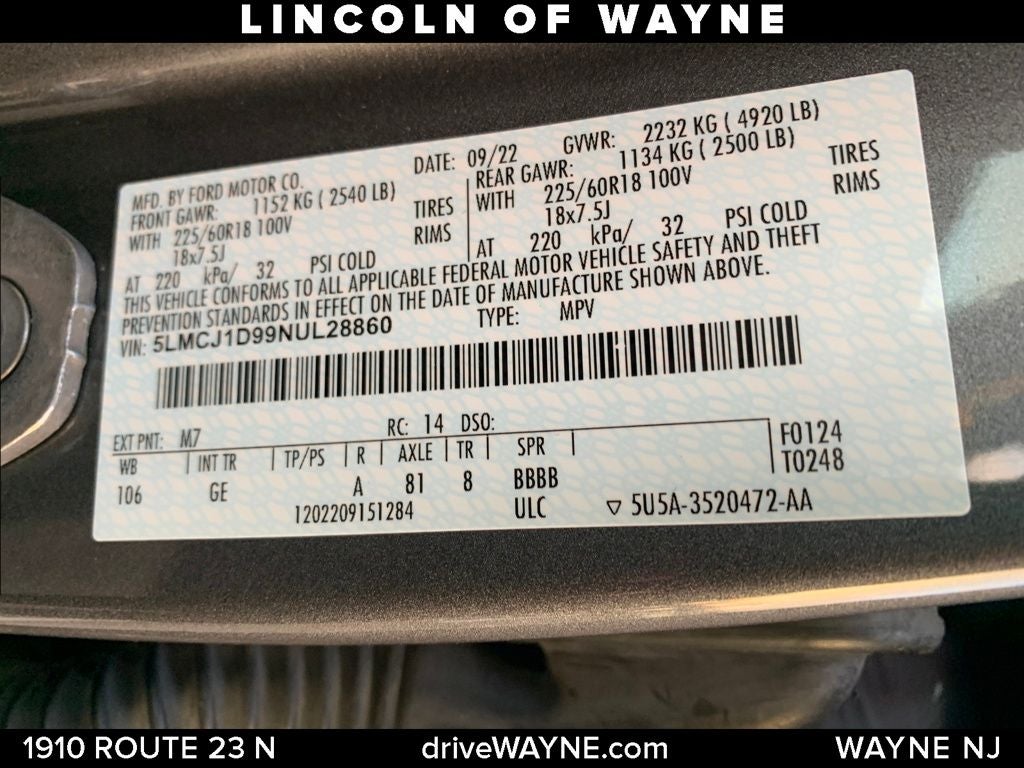 LINCOLN OF WAYNE
MFD. BY FORD MOTOR CO. DATE: 09/22 GVWR: 2232 KG ( 4920 LB)
FRONT GAWR: 1152 KG ( 2540 LB) REAR GAWR: 1134 KG ( 2500 LB)
WITH 225/60R18 100V TIRES WITH 225/60R18 100V TIRES
18x7.5J RIMS 18x7.5J RIMS
AT 220 kPa/ 32 PSI COLD AT 220 kPa/ 32 PSI COLD
THIS VEHICLE CONFORMS TO ALL APPLICABLE FEDERAL MOTOR VEHICLE SAFETY AND THEFT
PREVENTION STANDARDS IN EFFECT ON THE DATE OF MANUFACTURE SHOWN ABOVE.
VIN: 5LMCJ1D99NUL28860 TYPE: MPV
EXT PNT: M7 RC: 14 DSO:
WB INT TR TP/PS R AXLE TR SPR F0124
106 GE A 81 8 BBBB T0248
1202209151284 ULC ▽ 5U5A-3520472-AA
1910 ROUTE 23 N driveWAYNE.com WAYNE NJ